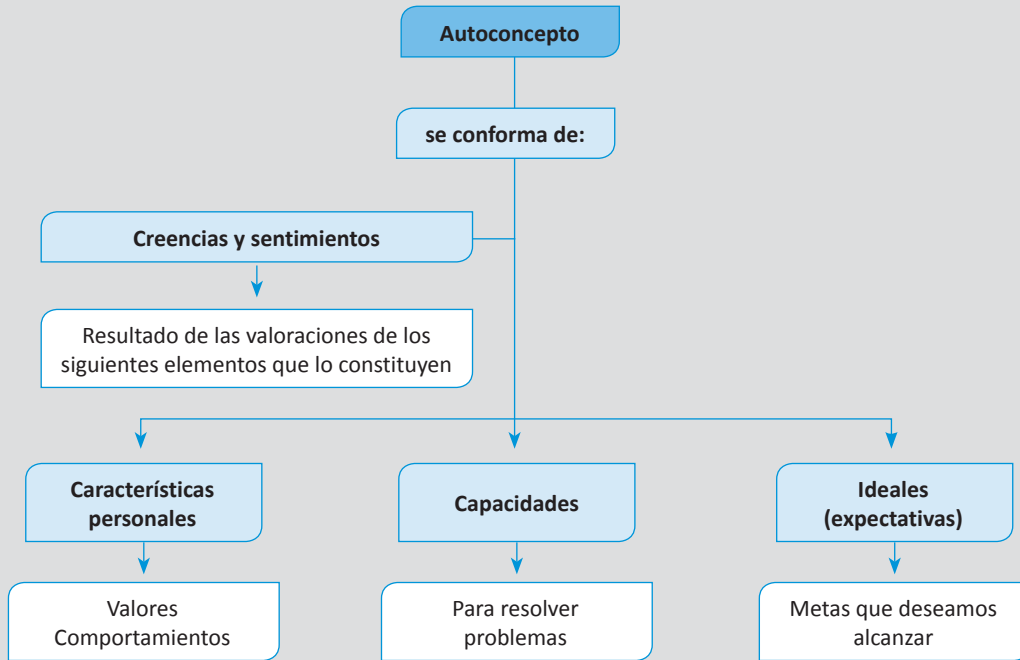 Autoconcepto
se conforma de:
Creencias y sentimientos
Resultado de las valoraciones de los
siguientes elementos que lo constituyen
Características
personales
Capacidades
Ideales
(expectativas)
Valores
Comportamientos
Para resolver
problemas
Metas que deseamos
alcanzar